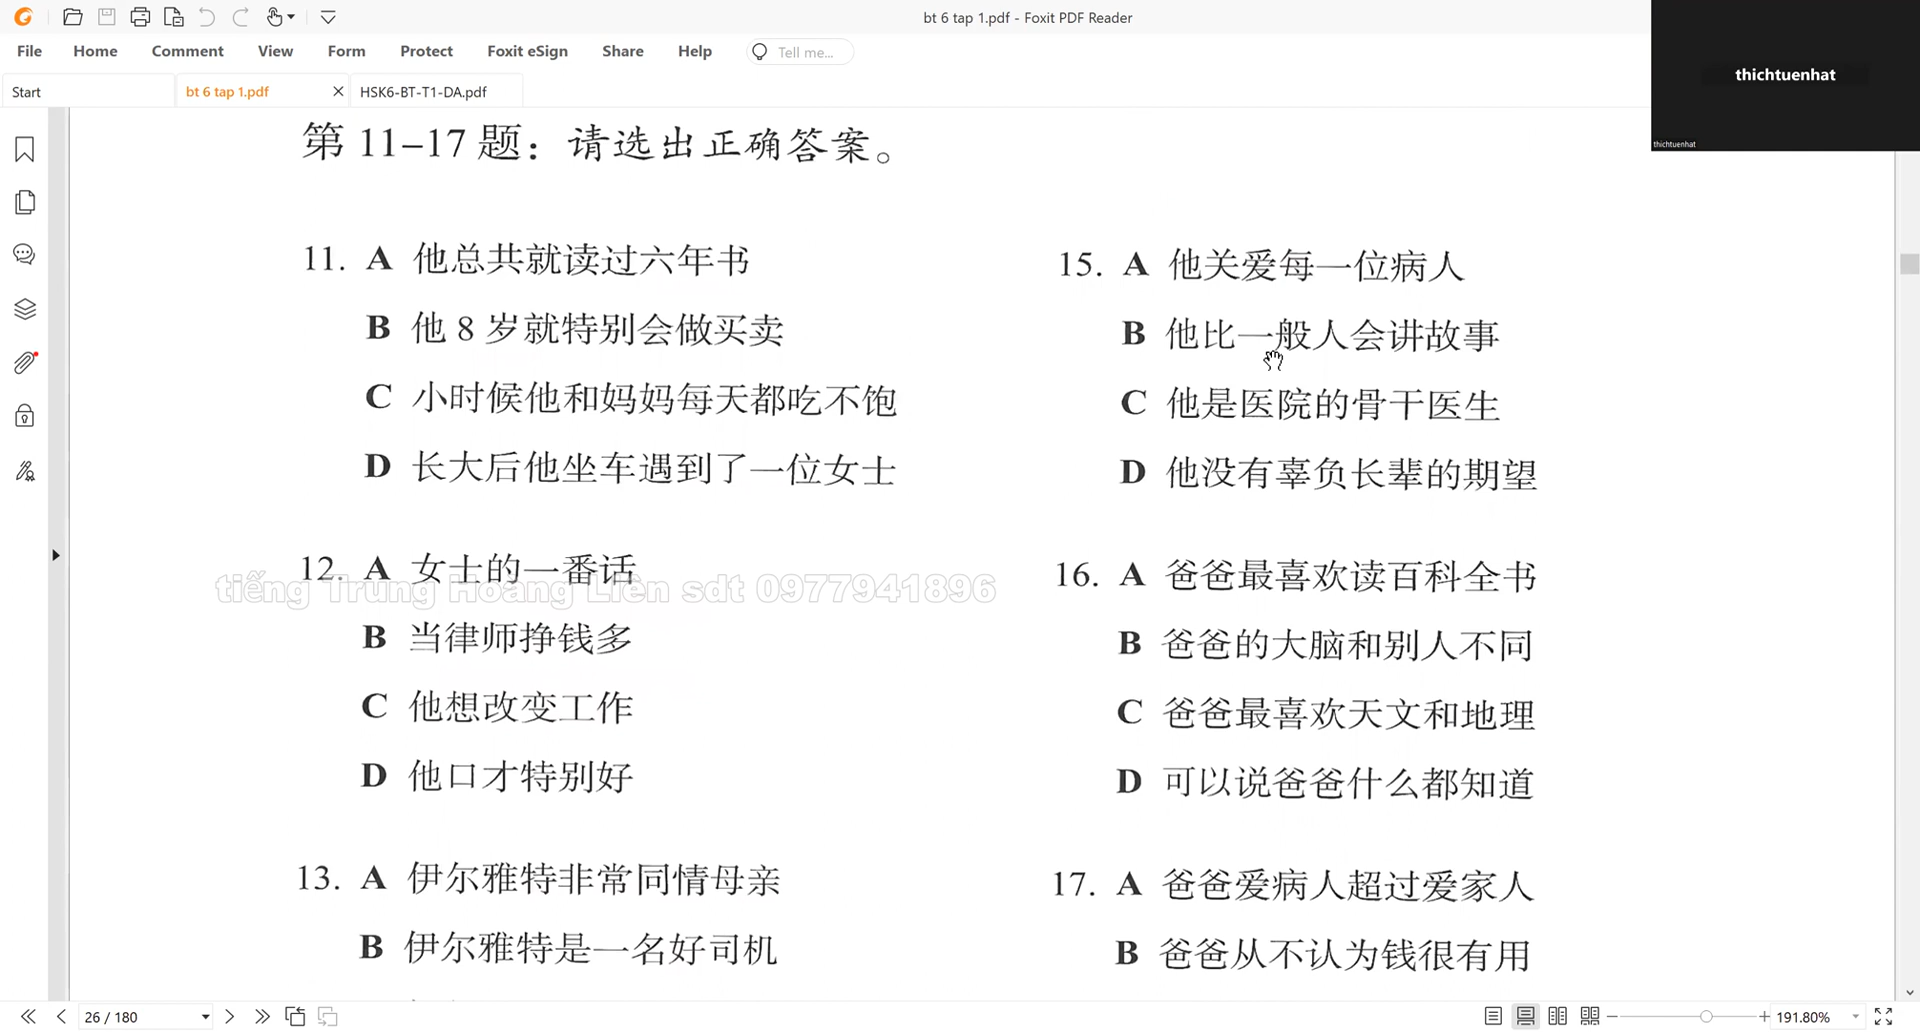 bt 6 tap 1.pdf - Foxit PDF Reader
File Home Comment View Form Protect Foxit eSign Share Help Tell me...
Start bt 6 tap 1.pdf HSK6-BT-T1-DA.pdf
thichtuenhat
thichtuenhat
第 11–17 题：请选出正确答案。
11. A 他总共就读过六年书
B 他 8 岁就特别会做买卖
C 小时候他和妈妈每天都吃不饱
D 长大后他坐车遇到了一位女士
12. A 女士的一番话
tiếng Trung Hoàng Liên sdt 0977941896
B 当律师挣钱多
C 他想改变工作
D 他口才特别好
13. A 伊尔雅特非常同情母亲
B 伊尔雅特是一名好司机
15. A 他关爱每一位病人
B 他比一般人会讲故事
C 他是医院的骨干医生
D 他没有辜负长辈的期望
16. A 爸爸最喜欢读百科全书
B 爸爸的大脑和别人不同
C 爸爸最喜欢天文和地理
D 可以说爸爸什么都知道
17. A 爸爸爱病人超过爱家人
B 爸爸从不认为钱很有用
26 / 180
191.80%